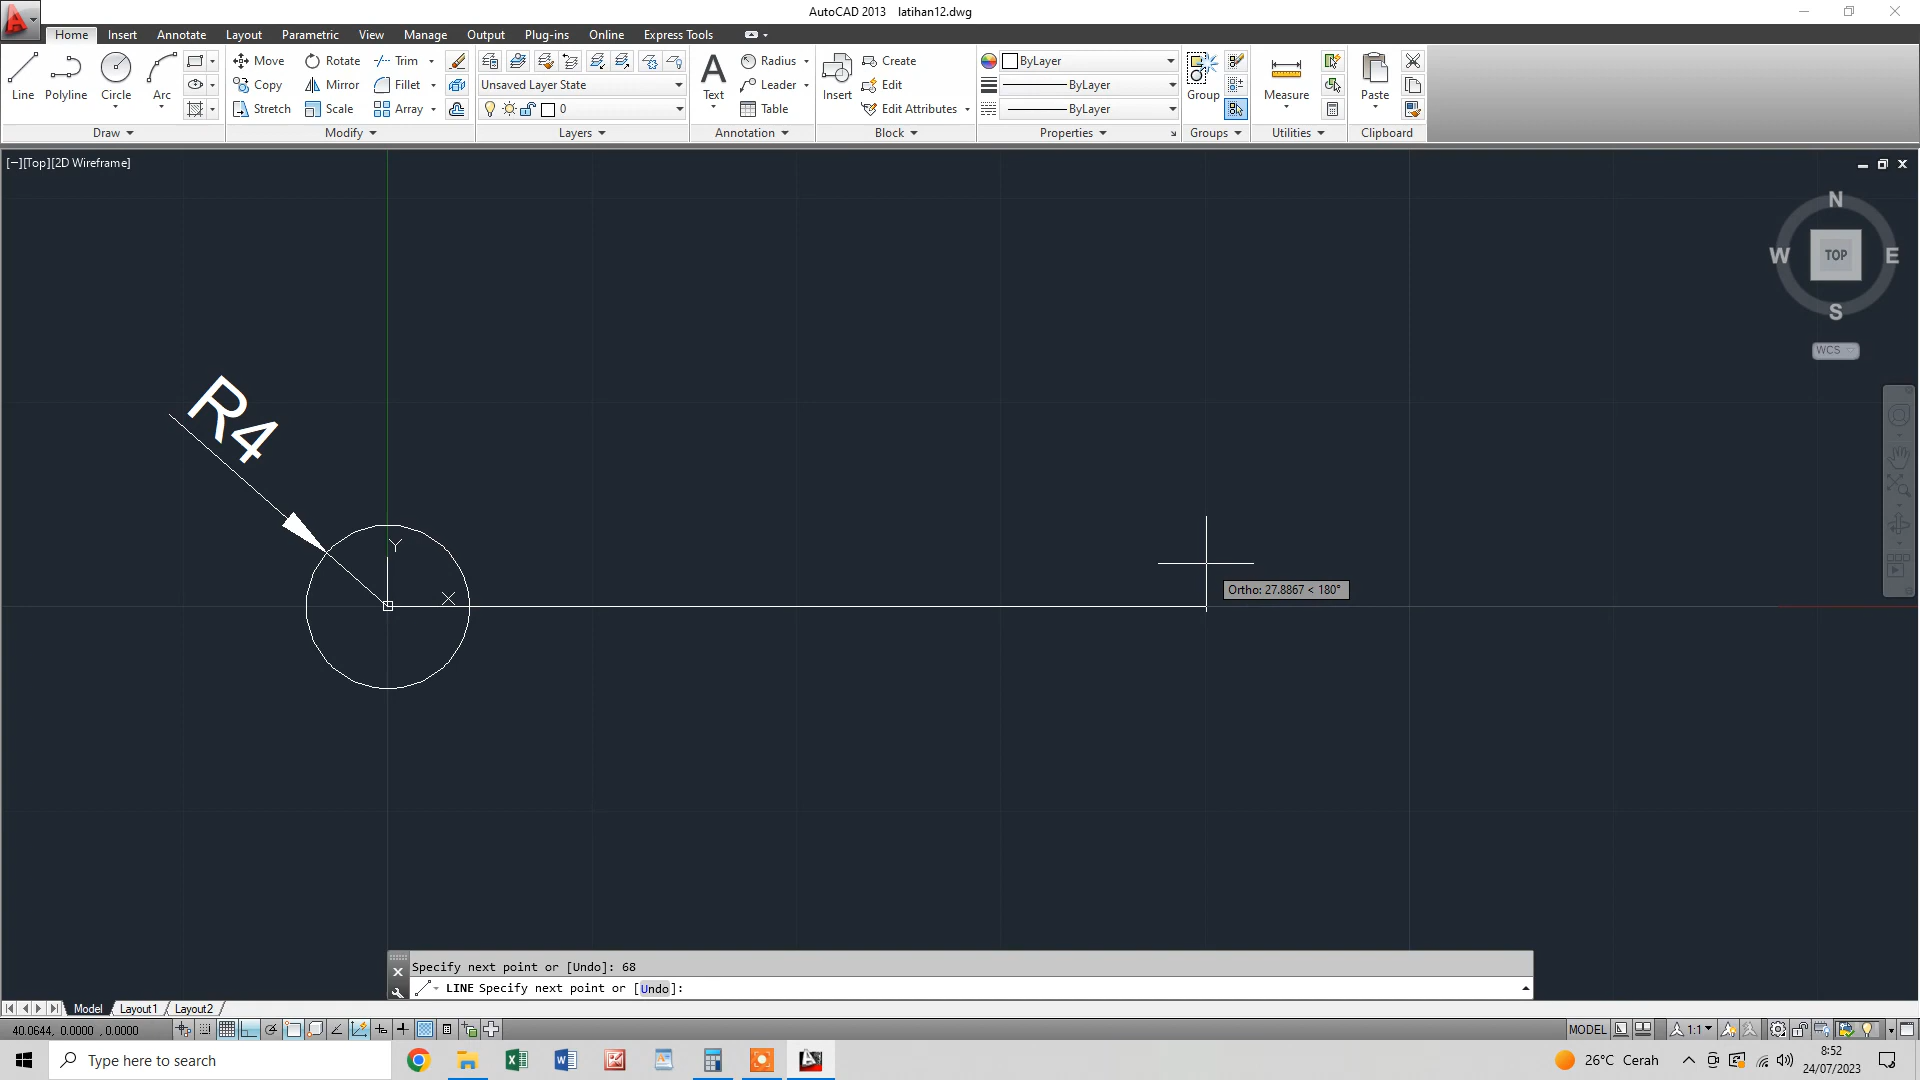 AutoCAD 2013 latihan12.dwg
Home Insert Annotate Layout Parametric View Manage Output Plug-ins Online Express Tools
Line Polyline Circle Arc
Move Rotate Trim
Copy Mirror Fillet
Stretch Scale Array
Unsaved Layer State
0
Text
Radius
Leader
Table
Insert
Create
Edit
Edit Attributes
ByLayer
ByLayer
ByLayer
Group
Measure
Paste
Draw Modify Layers Annotation Block Properties Groups Utilities Clipboard
[−][Top][2D Wireframe]
N
W TOP E
S
WCS
R4
Y
X
Ortho: 27.8867 < 180°
Specify next point or [Undo]: 68
LINE Specify next point or [Undo]:
Model Layout1 Layout2
40.0644, 0.0000 , 0.0000
MODEL 1:1
Type here to search
26°C Cerah
8:52
24/07/2023